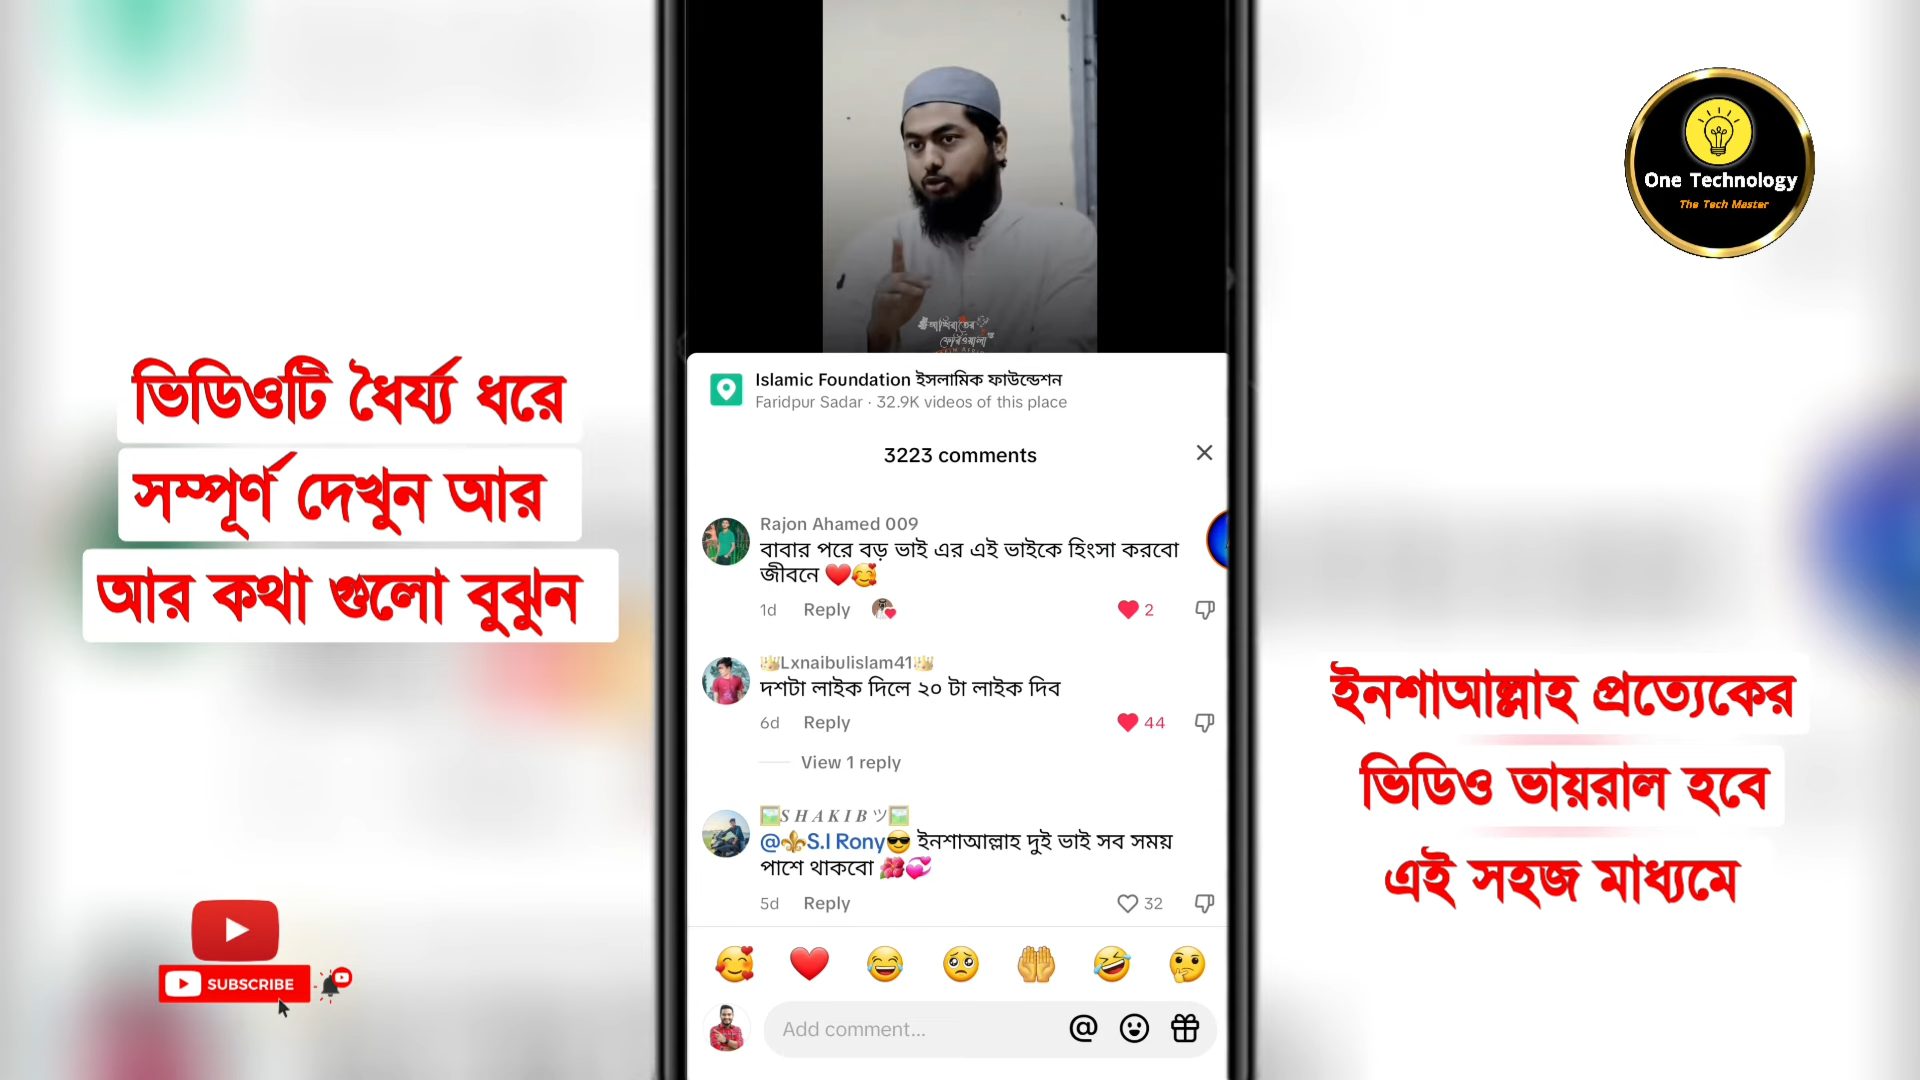 One Technology
The Tech Master
ভিডিওটি ধৈর্য্য ধরে
সম্পূর্ণ দেখুন আর
আর কথা গুলো বুঝুন
SUBSCRIBE
Islamic Foundation ইসলামিক ফাউন্ডেশন
Faridpur Sadar · 32.9K videos of this place
3223 comments
Rajon Ahamed 009
বাবার পরে বড় ভাই এর এই ভাইকে হিংসা করবো
জীবনে ❤️🥰
1d Reply 2
👑Lxnaibulislam41👑
দশটা লাইক দিলে ২০ টা লাইক দিব
6d Reply 44
View 1 reply
🖼️S H A K I B ツ🖼️
@⚜️S.I Rony😎 ইনশাআল্লাহ দুই ভাই সব সময়
পাশে থাকবো 🌺💞
5d Reply 32
Add comment...
ইনশাআল্লাহ প্রত্যেকের
ভিডিও ভায়রাল হবে
এই সহজ মাধ্যমে